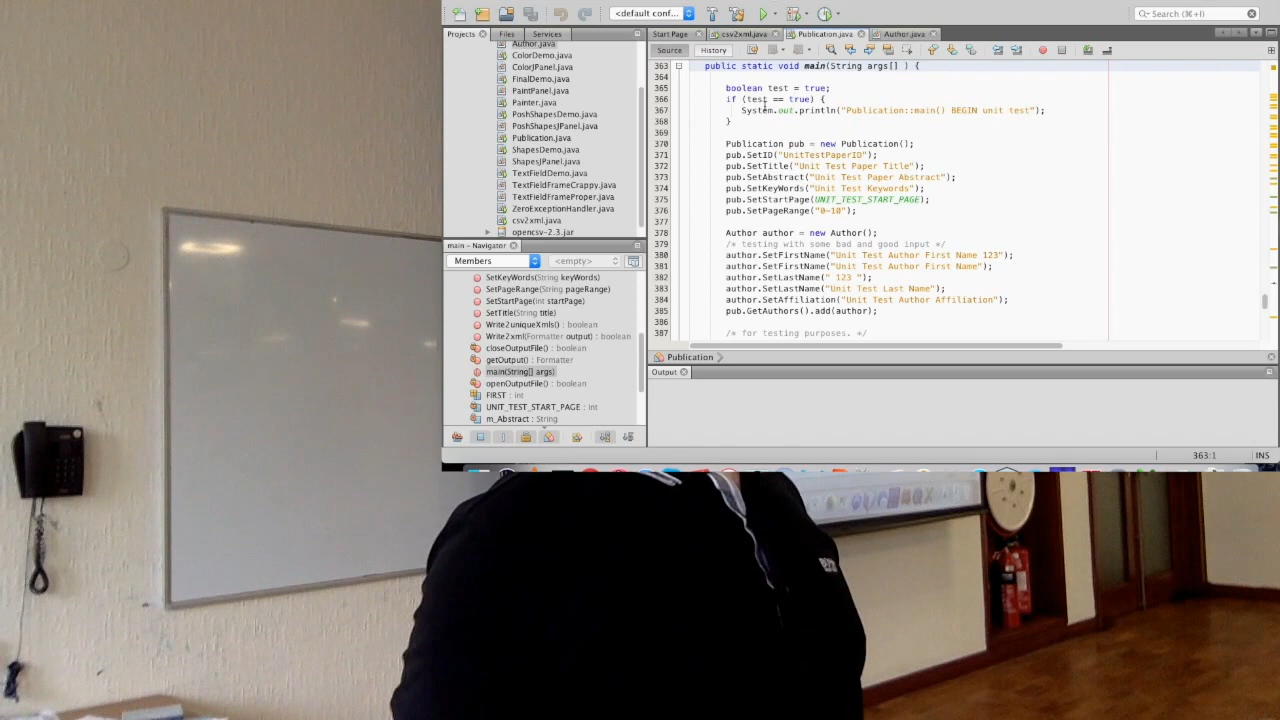 <default conf...
Search (⌘+I)
Projects
Files
Services
Start Page
csv2xml.java
Publication.java
Author.java
Source
History
Author.java
ColorDemo.java
ColorJPanel.java
FinalDemo.java
PaintPanel.java
Painter.java
PoshShapesDemo.java
PoshShapesJPanel.java
Publication.java
ShapesDemo.java
ShapesJPanel.java
TextFieldDemo.java
TextFieldFrameCrappy.java
TextFieldFrameProper.java
ZeroExceptionHandler.java
csv2xml.java
opencsv-2.3.jar
main - Navigator
Members
<empty>
SetKeyWords(String keyWords)
SetPageRange(String pageRange)
SetStartPage(int startPage)
SetTitle(String title)
Write2uniqueXmls() : boolean
Write2xml(Formatter output) : boolean
closeOutputFile() : boolean
getOutput() : Formatter
main(String[] args)
openOutputFile() : boolean
FIRST : int
UNIT_TEST_START_PAGE : int
m_Abstract : String
363 public static void main(String args[] ) {
364
365 boolean test = true;
366 if (test == true) {
367 System.out.println("Publication::main() BEGIN unit test");
368 }
369
370 Publication pub = new Publication();
371 pub.SetID("UnitTestPaperID");
372 pub.SetTitle("Unit Test Paper Title");
373 pub.SetAbstract("Unit Test Paper Abstract");
374 pub.SetKeyWords("Unit Test Keywords");
375 pub.SetStartPage(UNIT_TEST_START_PAGE);
376 pub.SetPageRange("0-10");
377
378 Author author = new Author();
379 /* testing with some bad and good input */
380 author.SetFirstName("Unit Test Author First Name 123");
381 author.SetFirstName("Unit Test Author First Name");
382 author.SetLastName(" 123 ");
383 author.SetLastName("Unit Test Last Name");
384 author.SetAffiliation("Unit Test Author Affiliation");
385 pub.GetAuthors().add(author);
386
387 /* for testing purposes. */
Publication
Output
363:1
INS